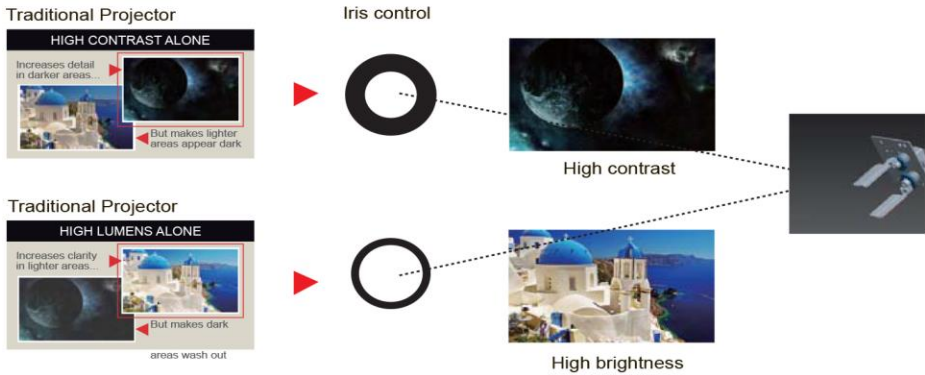 Traditional Projector
HIGH CONTRAST ALONE
Increases detail
in darker areas...
But makes lighter
areas appear dark
Iris control
High contrast
Traditional Projector
HIGH LUMENS ALONE
Increases clarity
in lighter areas...
But makes dark
areas wash out
High brightness